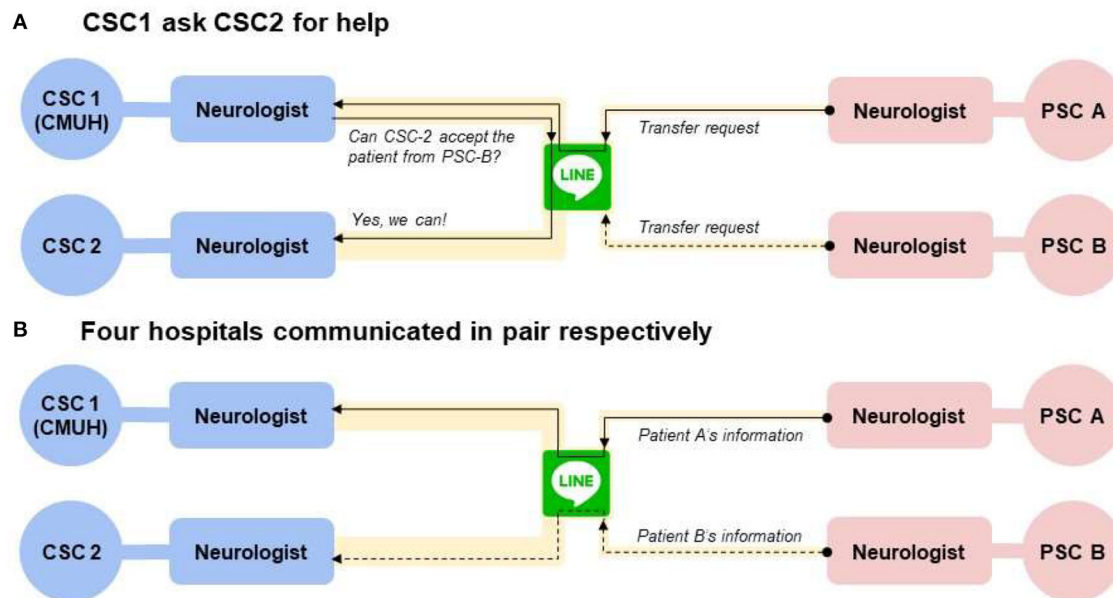 A CSC1 ask CSC2 for help
CSC 1
(CMUH)
Neurologist
Can CSC-2 accept the
patient from PSC-B?
Transfer request
Neurologist
PSC A
LINE
CSC 2
Neurologist
Yes, we can!
Transfer request
Neurologist
PSC B
B Four hospitals communicated in pair respectively
CSC 1
(CMUH)
Neurologist
Patient A's information
Neurologist
PSC A
LINE
CSC 2
Neurologist
Patient B's information
Neurologist
PSC B